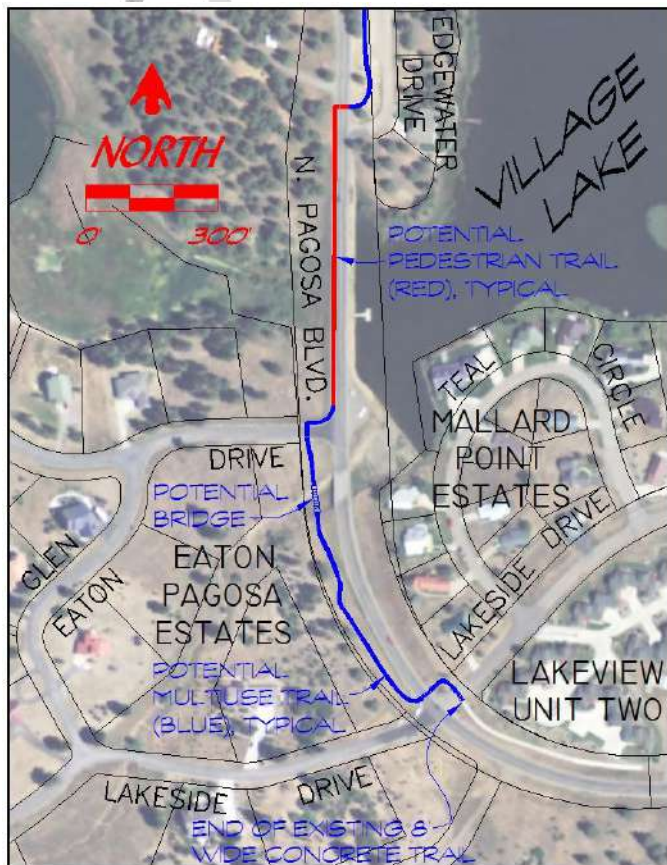 EDGEWATER
DRIVE
VILLAGE
LAKE
NORTH
0' 300'
N. PAGOSA BLVD.
POTENTIAL
PEDESTRIAN TRAIL
(RED), TYPICAL
TEAL
CIRCLE
MALLARD
POINT
ESTATES
DRIVE
POTENTIAL
BRIDGE
GLEN
EATON
EATON
PAGOSA
ESTATES
LAKESIDE DRIVE
POTENTIAL
MULTIUSE TRAIL
(BLUE), TYPICAL
LAKEVIEW
UNIT TWO
LAKESIDE DRIVE
END OF EXISTING 8
WIDE CONCRETE TRAIL